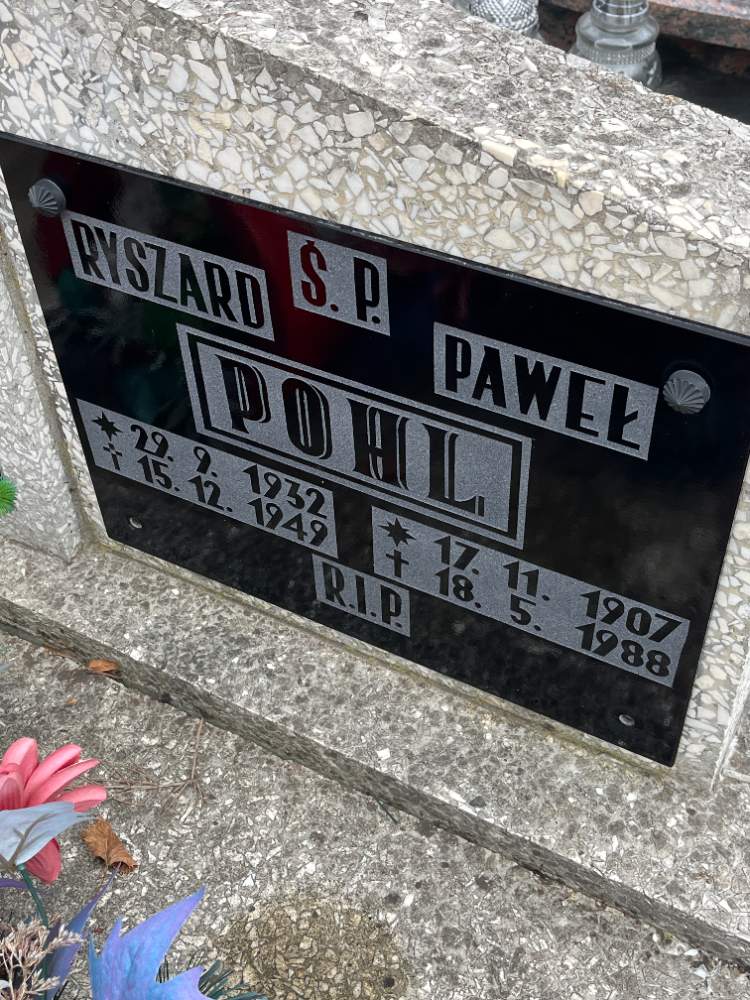 Ś. P.
RYSZARD PAWEŁ
POHL
* 29. 9. 1932
† 15. 12. 1949
* 17. 11. 1907
† 18. 5. 1988
R.I.P.